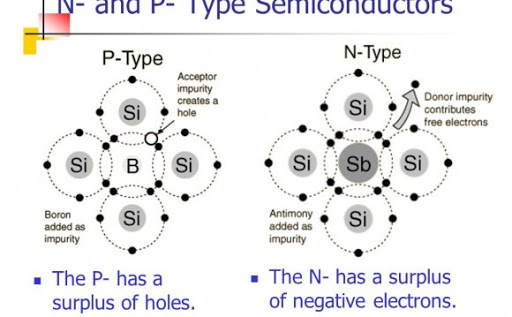 N- and P- Type Semiconductors
P-Type
N-Type
Acceptor
impurity
creates a
hole
Si
Si
B
Si
Si
Boron
added as
impurity
Donor impurity
contributes
free electrons
Si
Si
Sb
Si
Si
Antimony
added as
impurity
The P- has a
surplus of holes.
The N- has a surplus
of negative electrons.